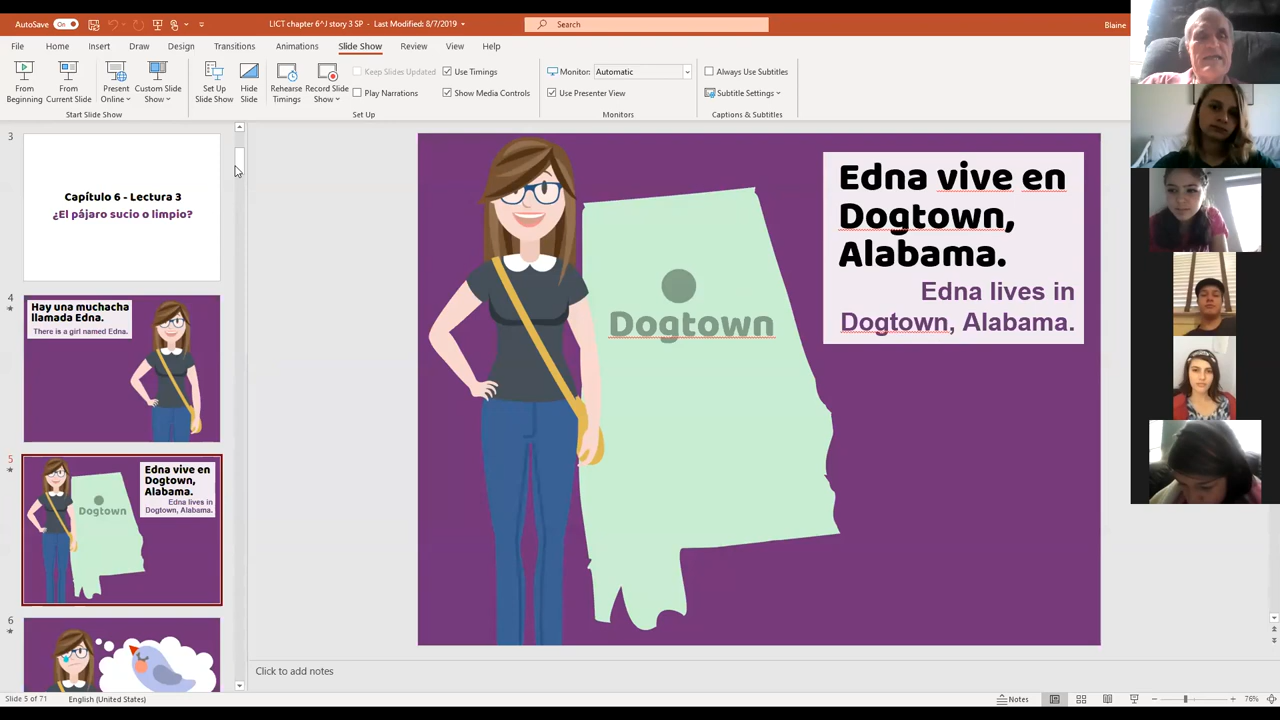 AutoSave On
LICT chapter 6^J story 3 SP • Last Modified: 8/7/2019
Search
Blaine
File Home Insert Draw Design Transitions Animations Slide Show Review View Help
From Beginning
From Current Slide
Present Online
Custom Slide Show
Start Slide Show
Set Up Slide Show
Hide Slide
Rehearse Timings
Record Slide Show
Keep Slides Updated
Play Narrations
Use Timings
Show Media Controls
Set Up
Monitor: Automatic
Use Presenter View
Monitors
Always Use Subtitles
Subtitle Settings
Captions & Subtitles
3
Capítulo 6 - Lectura 3
¿El pájaro sucio o limpio?
4
Hay una muchacha
llamada Edna.
There is a girl named Edna.
5
Edna vive en
Dogtown,
Alabama.
Edna lives in
Dogtown, Alabama.
Dogtown
6
Edna vive en
Dogtown,
Alabama.
Edna lives in
Dogtown, Alabama.
Dogtown
Click to add notes
Slide 5 of 71 English (United States) Notes 76%